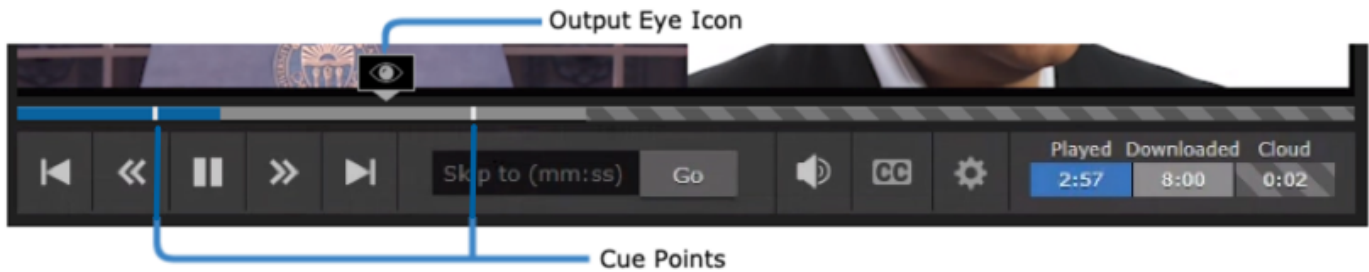 Output Eye Icon
Played Downloaded Cloud
Skip to (mm:ss) Go CC 2:57 8:00 0:02
Cue Points